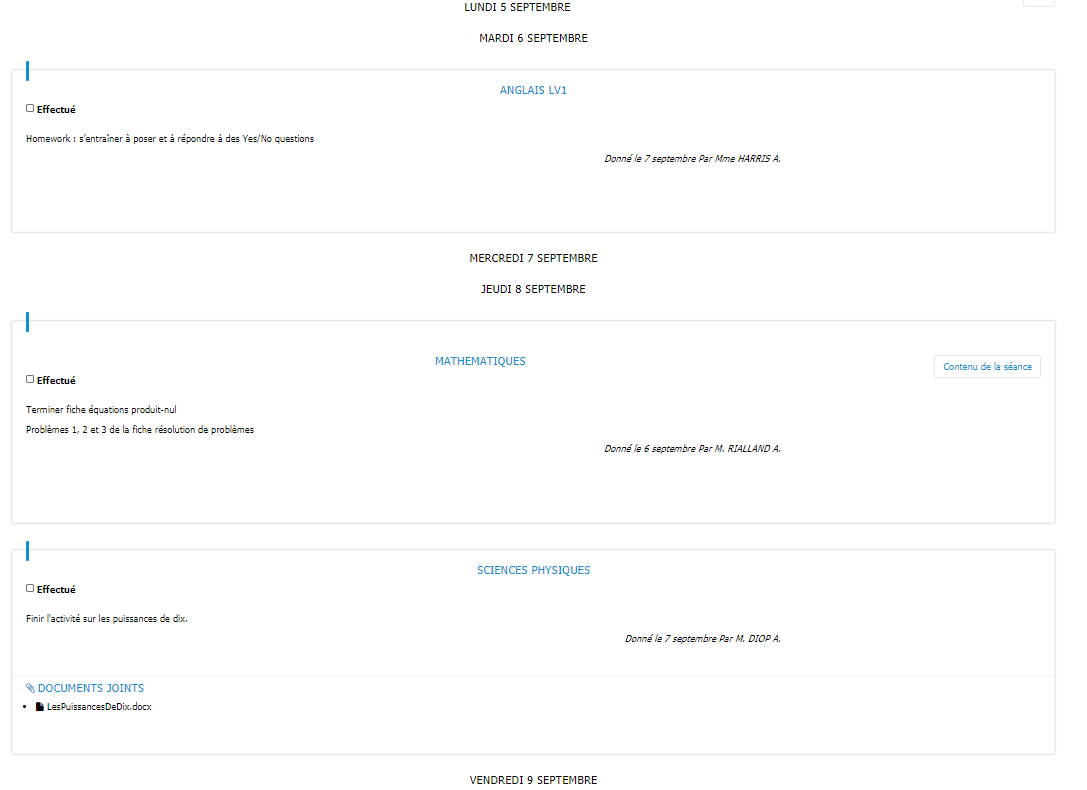 LUNDI 5 SEPTEMBRE
MARDI 6 SEPTEMBRE
ANGLAIS LV1
Effectué
Homework : s'entraîner à poser et à répondre à des Yes/No questions
Donné le 7 septembre Par Mme HARRIS A.
MERCREDI 7 SEPTEMBRE
JEUDI 8 SEPTEMBRE
MATHEMATIQUES
Contenu de la séance
Effectué
Terminer fiche équations produit-nul
Problèmes 1, 2 et 3 de la fiche résolution de problèmes
Donné le 6 septembre Par M. RIALLAND A.
SCIENCES PHYSIQUES
Effectué
Finir l'activité sur les puissances de dix.
Donné le 7 septembre Par M. DIOP A.
DOCUMENTS JOINTS
LesPuissancesDeDix.docx
VENDREDI 9 SEPTEMBRE